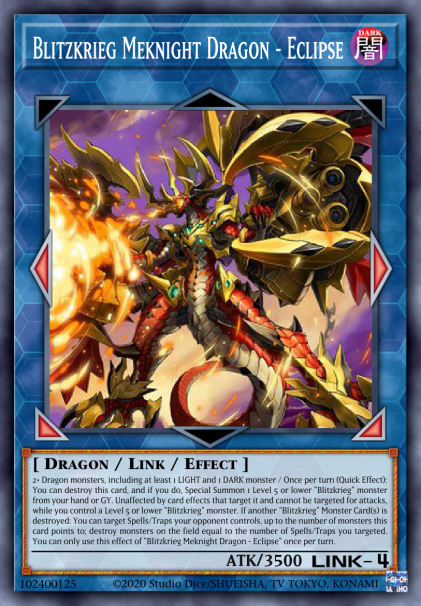 Blitzkrieg Meknight Dragon - Eclipse
DARK
闇
[ Dragon / Link / Effect ]
2+ Dragon monsters, including at least 1 LIGHT and 1 DARK monster / Once per turn (Quick Effect):
You can destroy this card, and if you do, Special Summon 1 Level 5 or lower "Blitzkrieg" monster
from your hand or GY. Unaffected by card effects that target it and cannot be targeted for attacks,
while you control a Level 5 or lower "Blitzkrieg" monster. If another "Blitzkrieg" Monster Card(s) is
destroyed: You can target Spells/Traps your opponent controls, up to the number of monsters this
card points to; destroy monsters on the field equal to the number of Spells/Traps you targeted.
You can only use this effect of "Blitzkrieg Meknight Dragon - Eclipse" once per turn.
ATK/3500 LINK-4
102400125 ©2020 Studio Dice/SHUEISHA, TV TOKYO, KONAMI